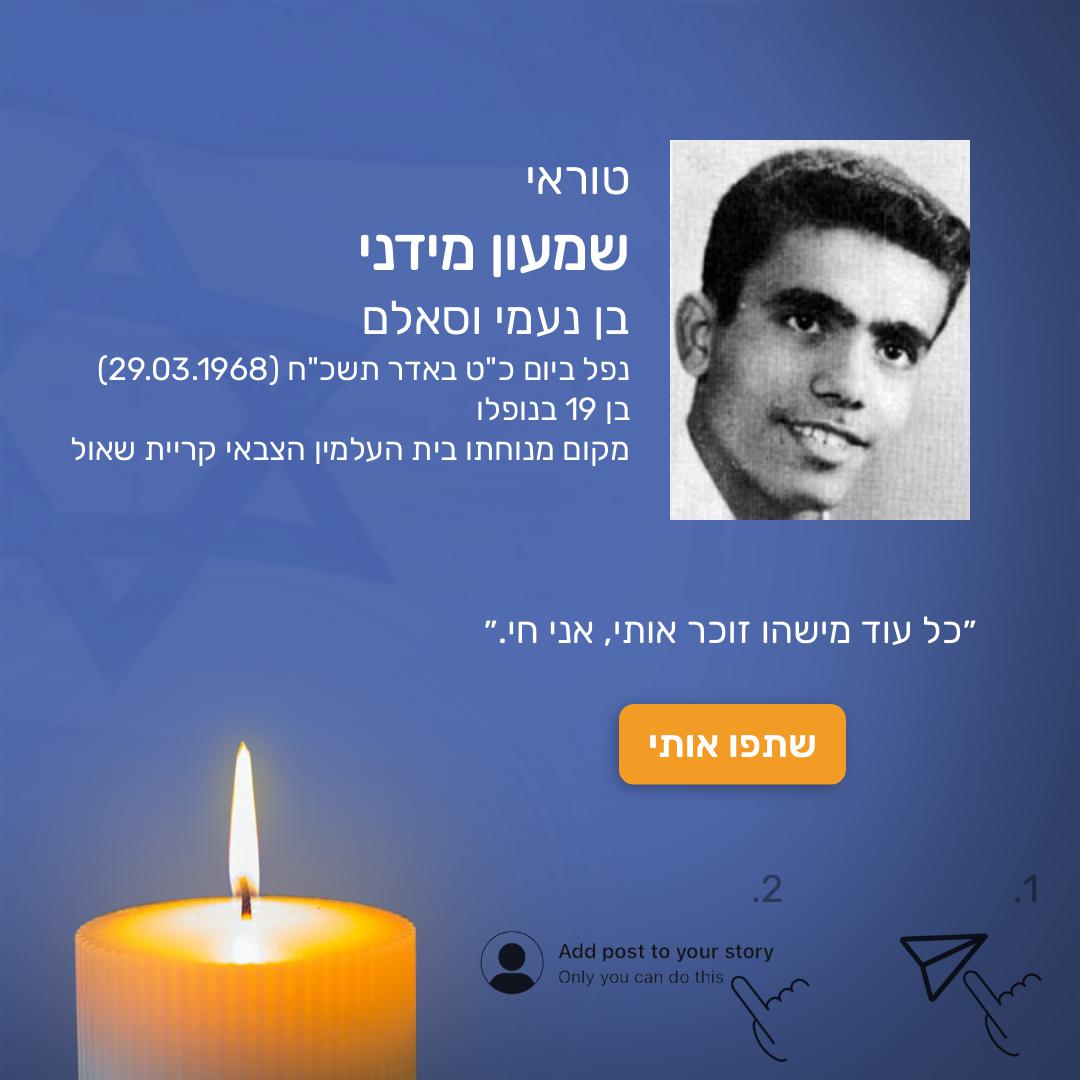 טוראי
שמעון מידני
בן נעמי וסאלם
נפל ביום כ"ט באדר תשכ"ח (29.03.1968)
בן 19 בנופלו
מקום מנוחתו בית העלמין הצבאי קריית שאול
״כל עוד מישהו זוכר אותי, אני חי.״
שתפו אותי
.1
.2
Add post to your story
Only you can do this